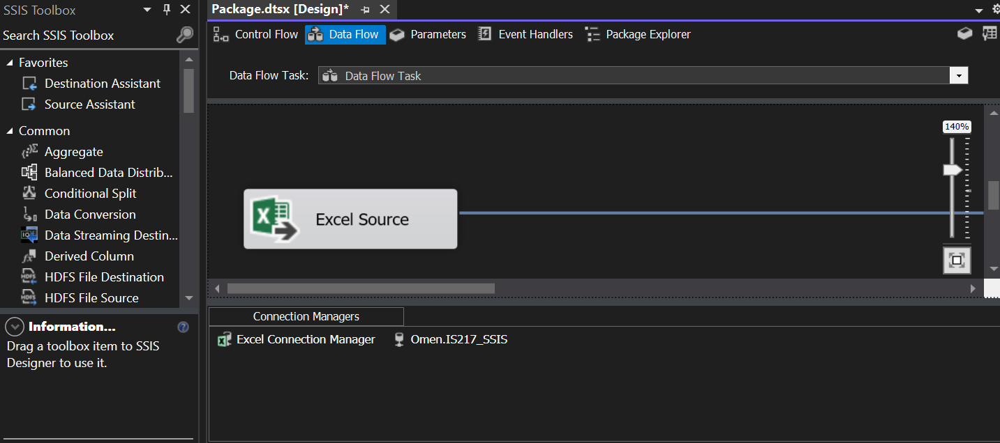 SSIS Toolbox
Search SSIS Toolbox
Favorites
Destination Assistant
Source Assistant
Common
Aggregate
Balanced Data Distrib...
Conditional Split
Data Conversion
Data Streaming Destin...
Derived Column
HDFS File Destination
HDFS File Source
Information...
Drag a toolbox item to SSIS
Designer to use it.
Package.dtsx [Design]*
Control Flow Data Flow Parameters Event Handlers Package Explorer
Data Flow Task: Data Flow Task
140%
Excel Source
Connection Managers
Excel Connection Manager Omen.IS217_SSIS